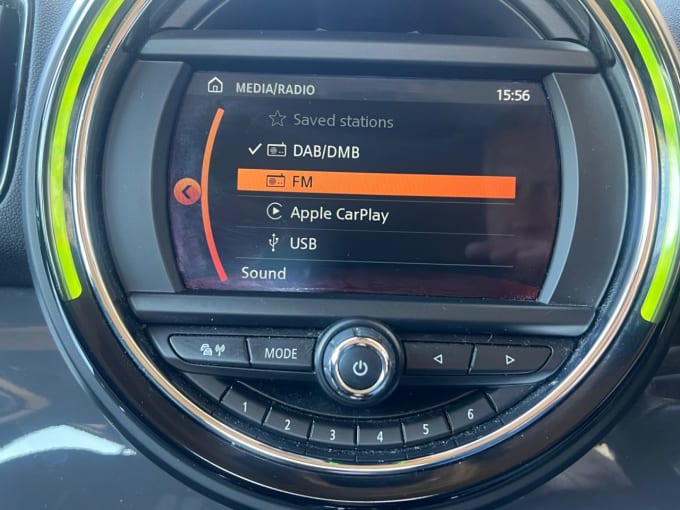 MEDIA/RADIO 15:56
Saved stations
DAB/DMB
FM
Apple CarPlay
USB
Sound
MODE
1 2 3 4 5 6